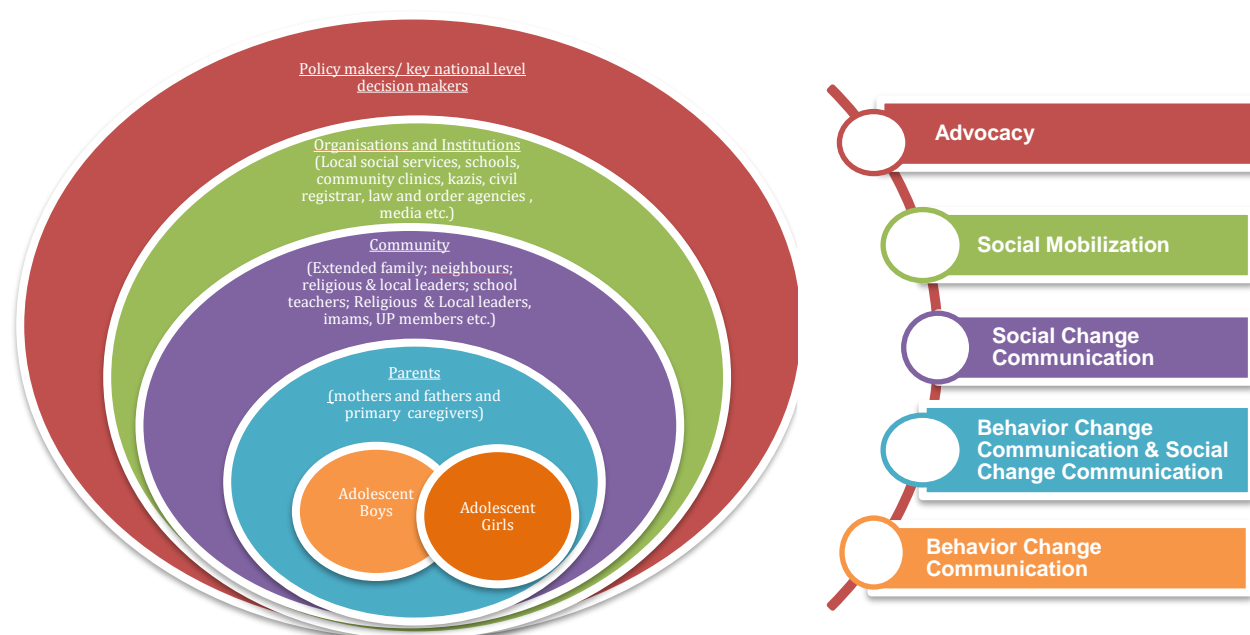 Policy makers/ key national level
decision makers
Organisations and Institutions
(Local social services, schools,
community clinics, kazis, civil
registrar, law and order agencies ,
media etc.)
Community
(Extended family; neighbours;
religious & local leaders; school
teachers; Religious & Local leaders,
imams, UP members etc.)
Parents
(mothers and fathers and
primary caregivers)
Adolescent
Boys
Adolescent
Girls
Advocacy
Social Mobilization
Social Change
Communication
Behavior Change
Communication & Social
Change Communication
Behavior Change
Communication